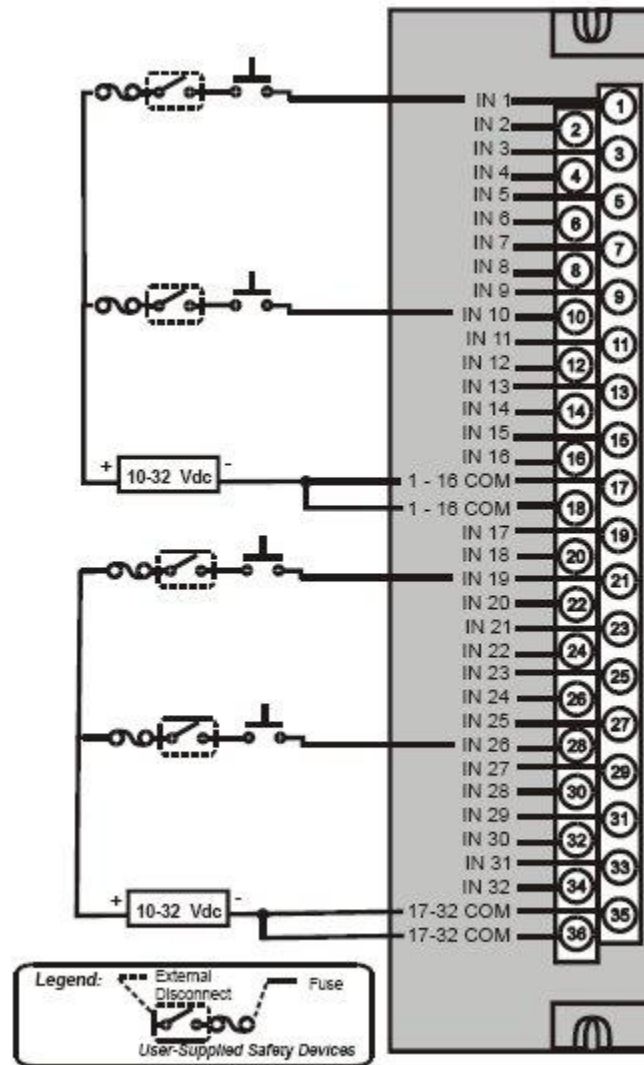 IN 1 1
IN 2 2
IN 3 3
IN 4 4
IN 5 5
IN 6 6
IN 7 7
IN 8 8
IN 9 9
IN 10 10
IN 11 11
IN 12 12
IN 13 13
IN 14 14
IN 15 15
IN 16 16
+ 10-32 Vdc -
1 - 16 COM 17
1 - 16 COM 18
IN 17 19
IN 18 20
IN 19 21
IN 20 22
IN 21 23
IN 22 24
IN 23 25
IN 24 26
IN 25 27
IN 26 28
IN 27 29
IN 28 30
IN 29 31
IN 30 32
IN 31 33
IN 32 34
+ 10-32 Vdc -
17-32 COM 35
17-32 COM 36
Legend: External Disconnect
Fuse
User-Supplied Safety Devices